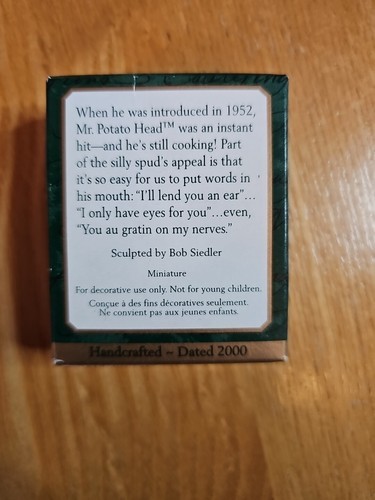 When he was introduced in 1952,
Mr. Potato Head™ was an instant
hit—and he's still cooking! Part
of the silly spud's appeal is that
it's so easy for us to put words in
his mouth: "I'll lend you an ear"...
"I only have eyes for you"...even,
"You au gratin on my nerves."
Sculpted by Bob Siedler
Miniature
For decorative use only. Not for young children.
Conçue à des fins décoratives seulement.
Ne convient pas aux jeunes enfants.
Handcrafted ~ Dated 2000